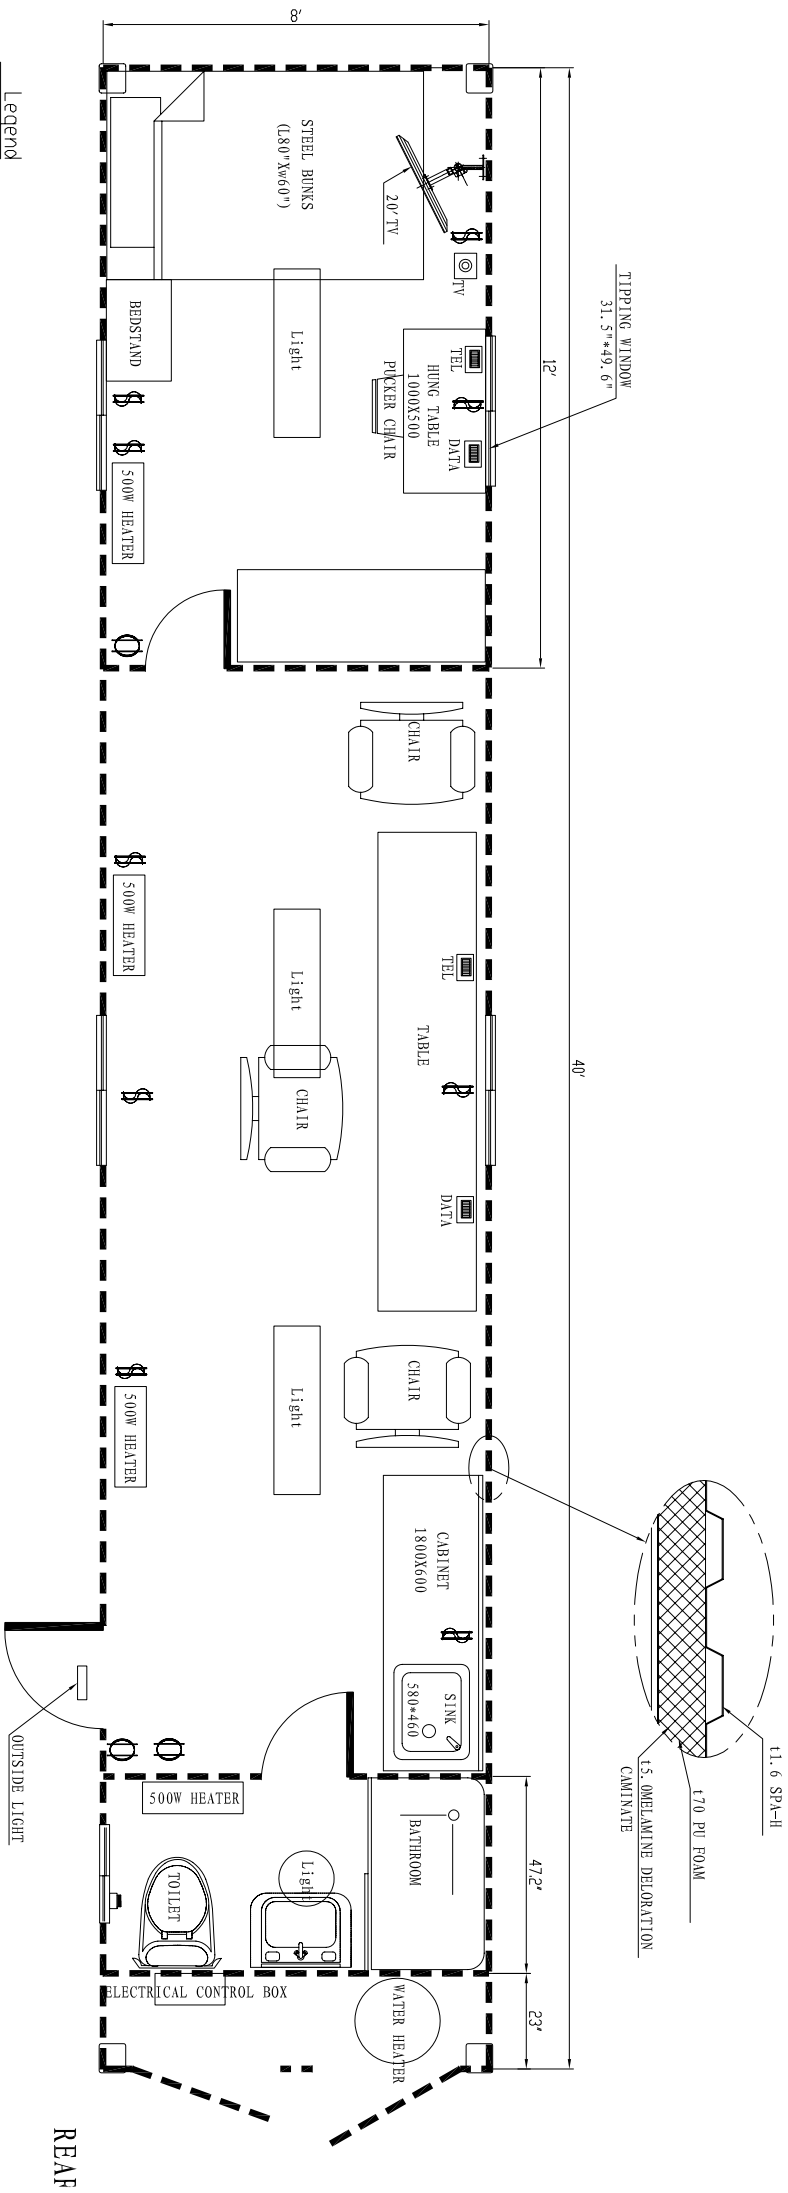 8'
Legend
STEEL BUNKS
(L80"Xw60")
20' TV
TV
BEDSTAND
Light
TEL
HUNG TABLE
1000X500
PUCKER CHAIR
DATA
TIPPING WINDOW
31.5"*49.6"
12'
500W HEATER
CHAIR
500W HEATER
Light
TEL
TABLE
CHAIR
DATA
40'
CHAIR
Light
500W HEATER
CABINET
1800X600
SINK
580*460
t1.6 SPA-H
t70 PU FOAM
t5.0MELAMINE DELORATION
CAMINATE
OUTSIDE LIGHT
500W HEATER
BATHROOM
47.2"
Light
TOILET
ELECTRICAL CONTROL BOX
WATER HEATER
23"
REAR